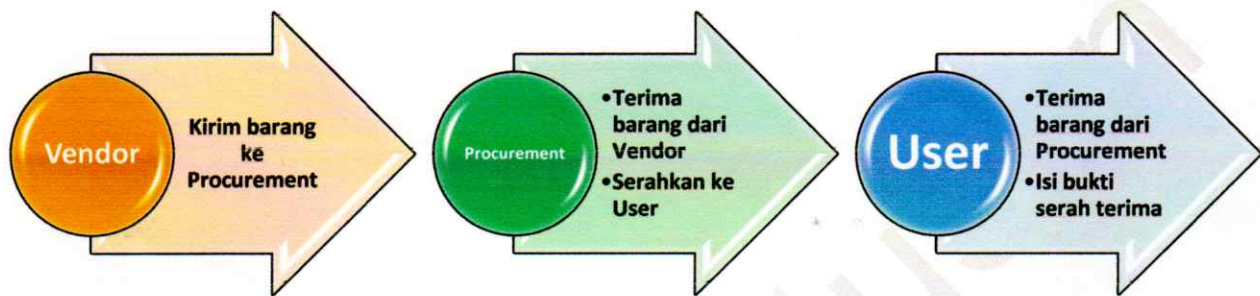 Vendor
Kirim barang
ke
Procurement
Procurement
•Terima
barang dari
Vendor
•Serahkan ke
User
User
•Terima
barang dari
Procurement
•Isi bukti
serah terima